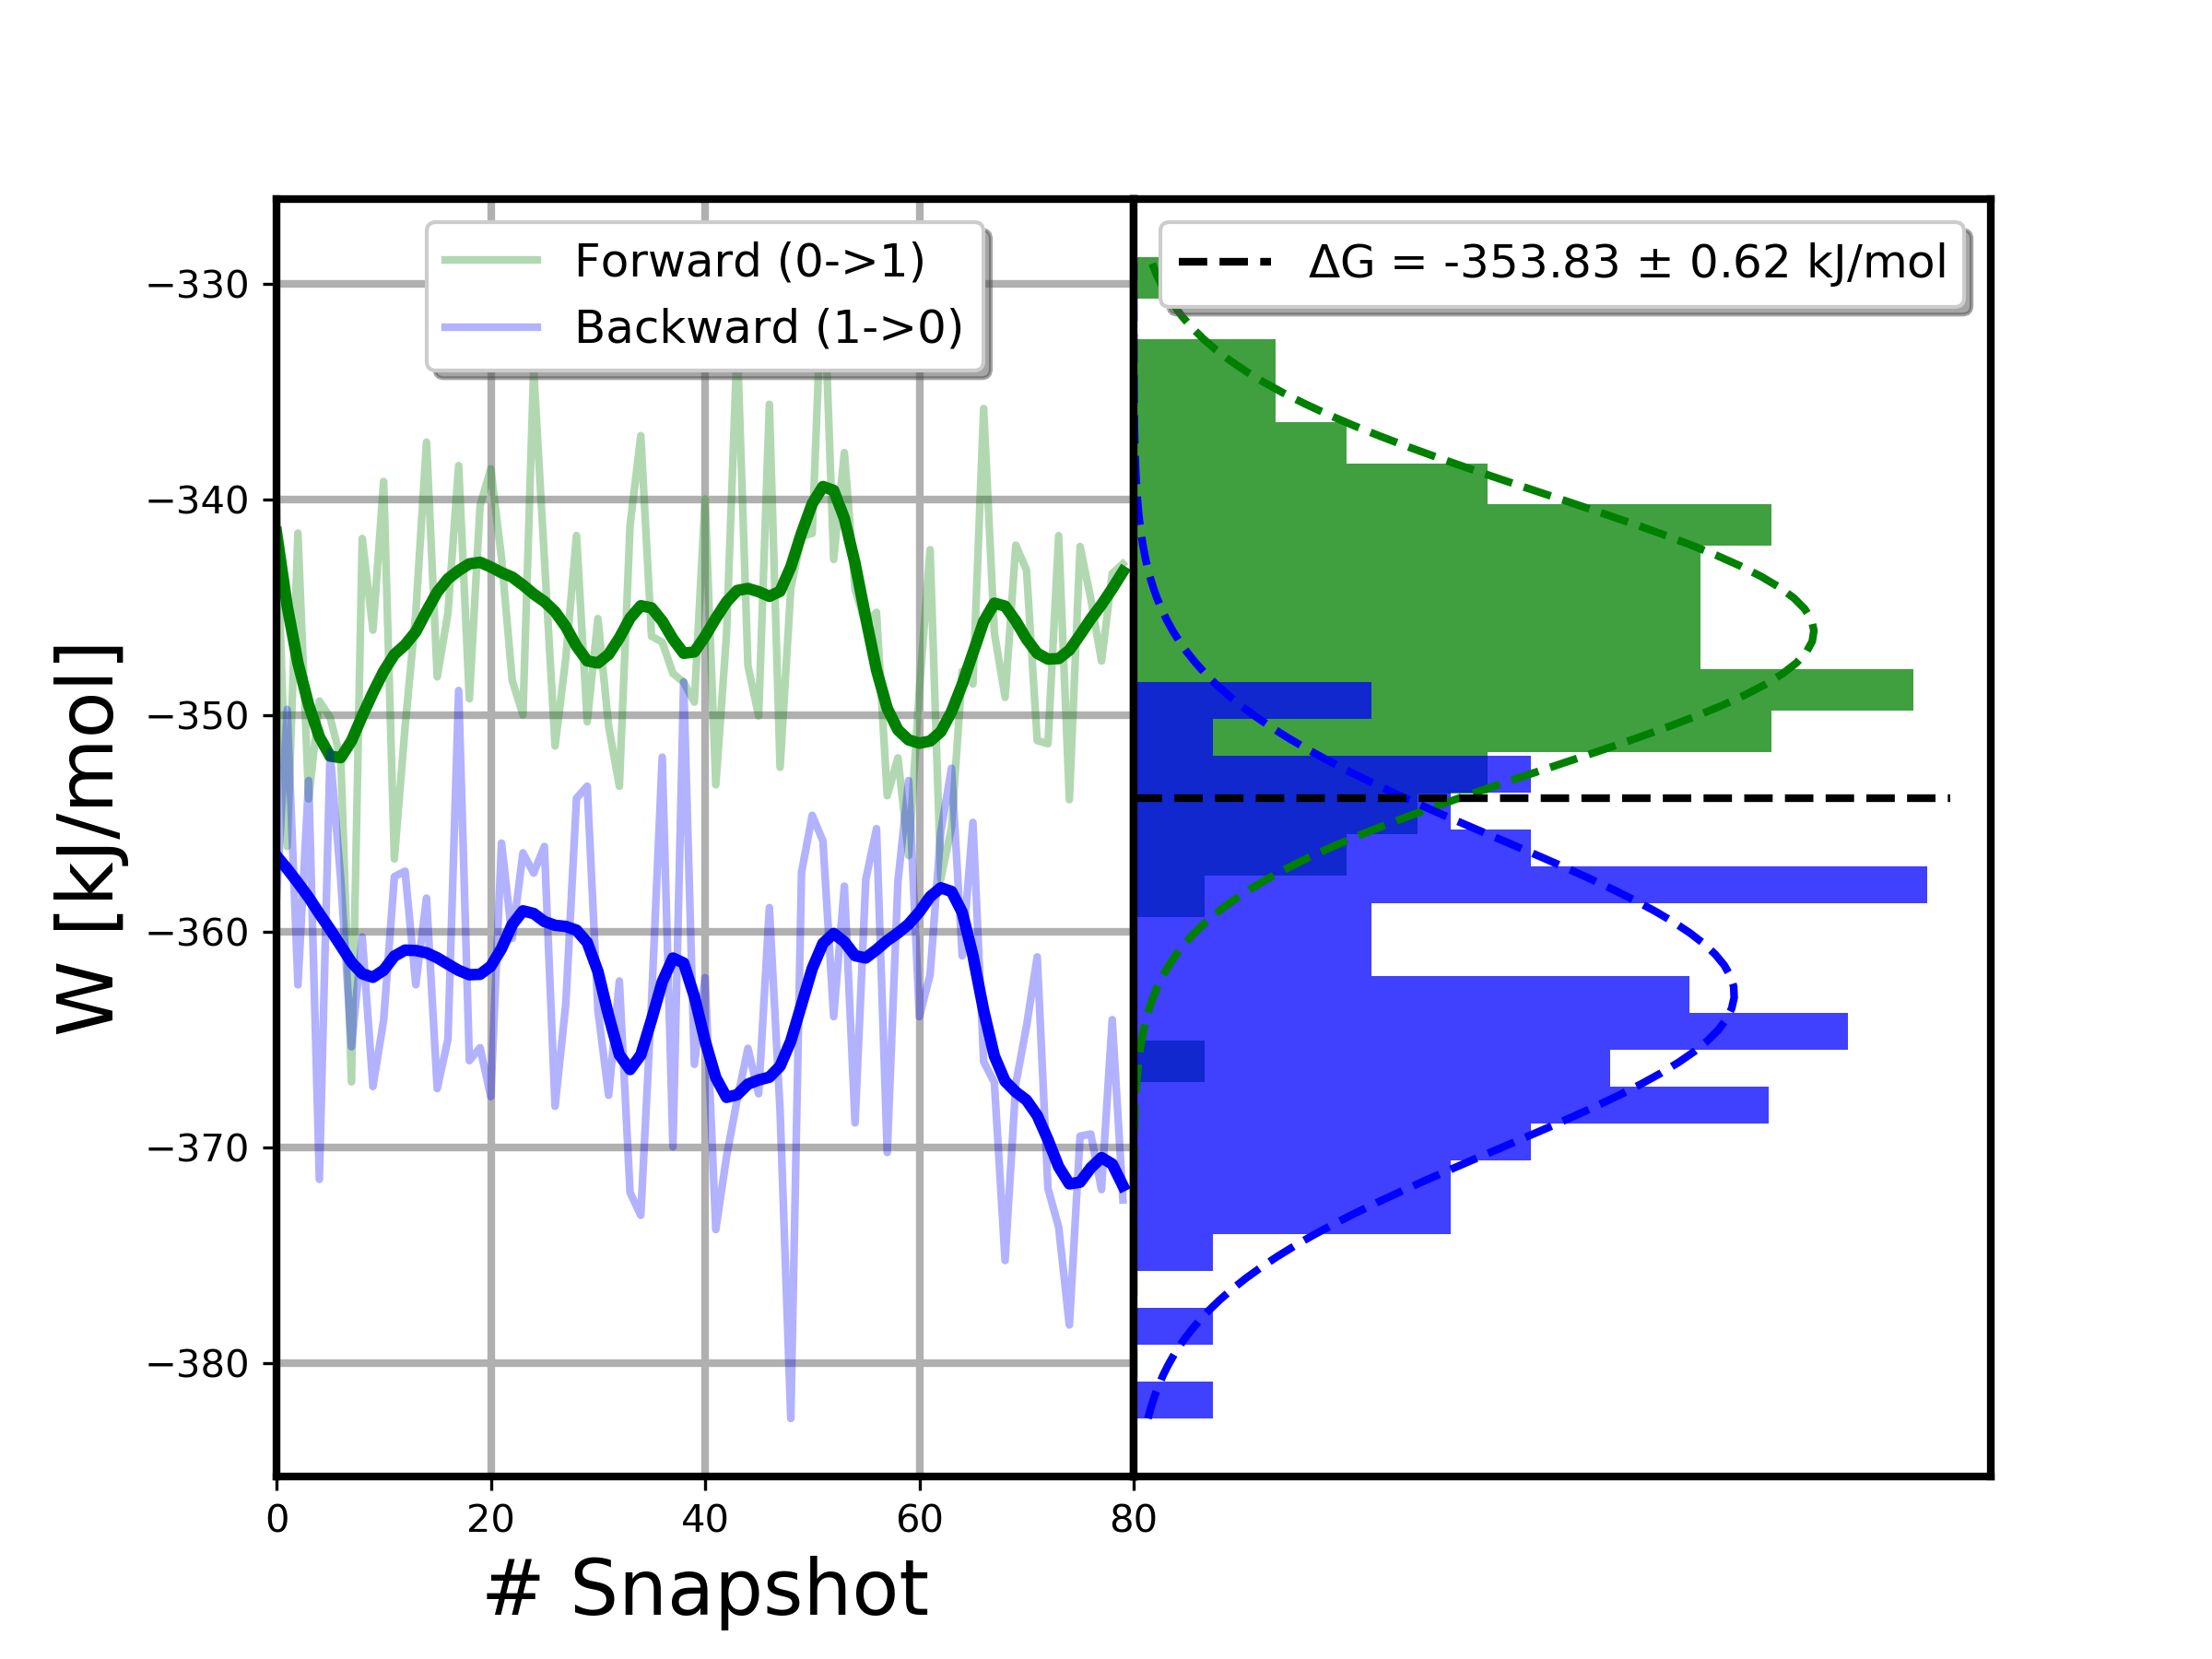 Forward (0->1)
Backward (1->0)
ΔG = -353.83 ± 0.62 kJ/mol
W [kJ/mol]
−330
−340
−350
−360
−370
−380
0 20 40 60 80
# Snapshot